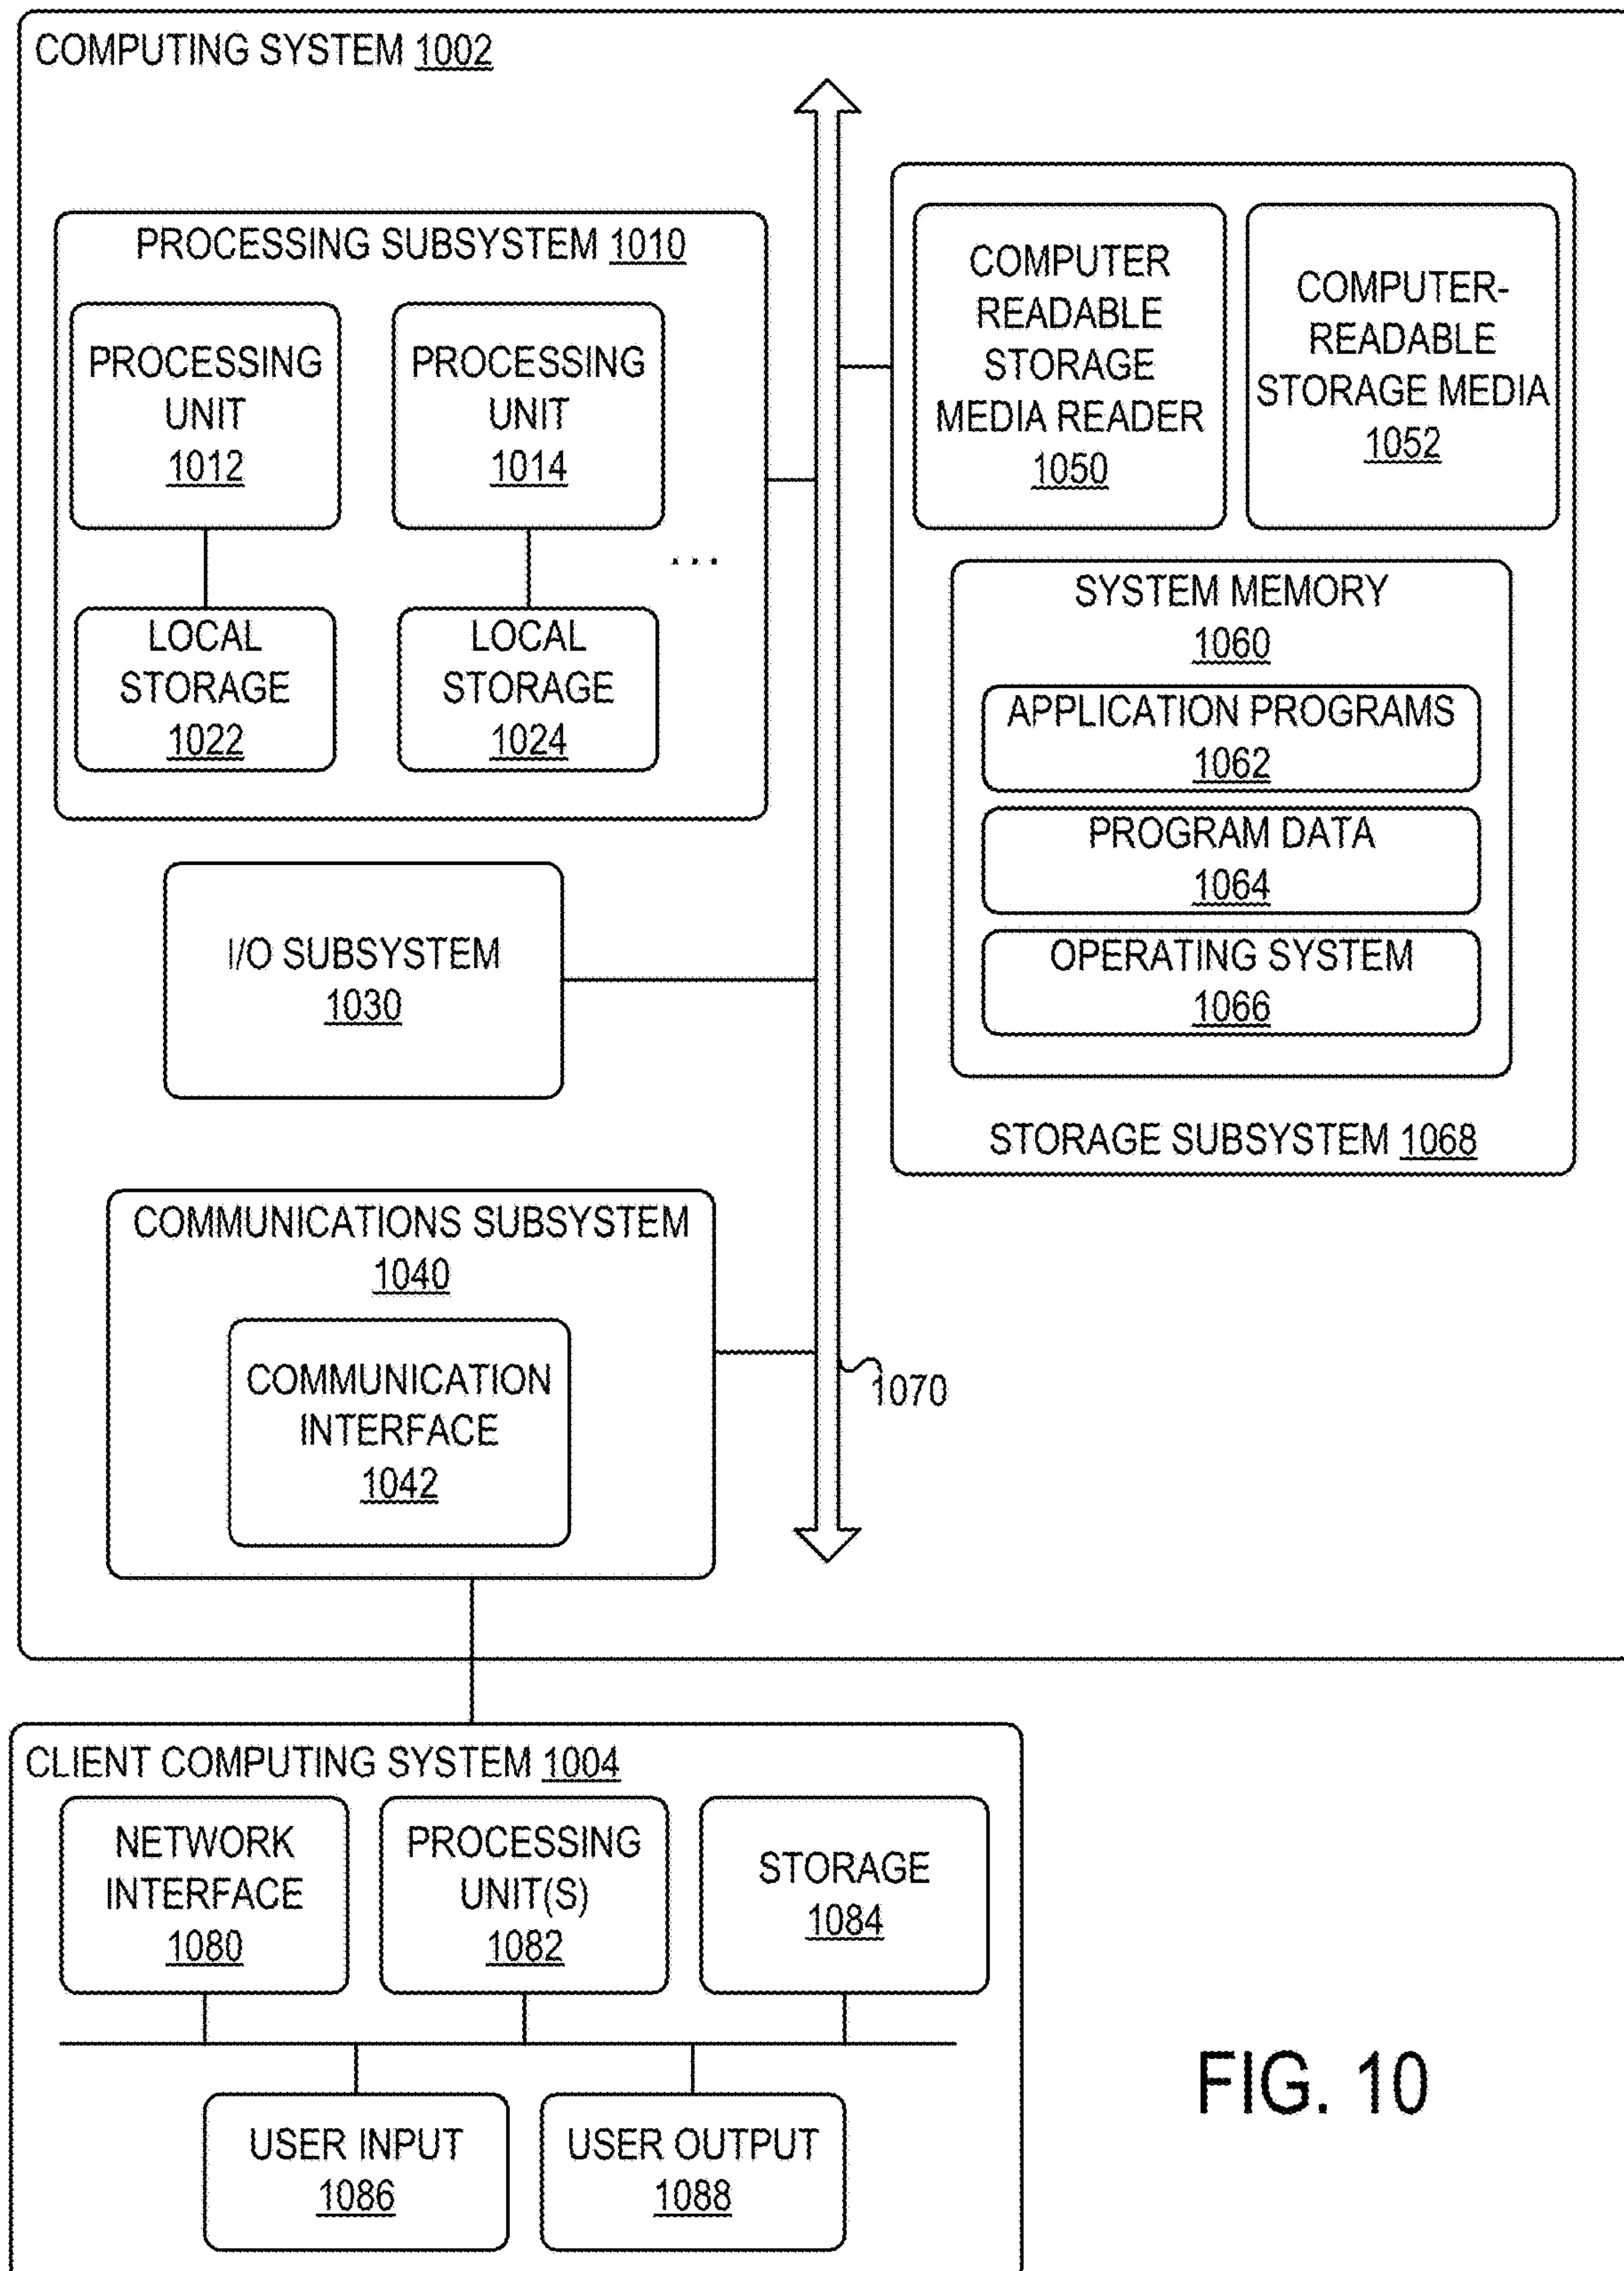 COMPUTING SYSTEM 1002
PROCESSING SUBSYSTEM 1010
PROCESSING
UNIT
1012
PROCESSING
UNIT
1014
...
LOCAL
STORAGE
1022
LOCAL
STORAGE
1024
I/O SUBSYSTEM
1030
COMMUNICATIONS SUBSYSTEM
1040
COMMUNICATION
INTERFACE
1042
1070
COMPUTER
READABLE
STORAGE
MEDIA READER
1050
COMPUTER-
READABLE
STORAGE MEDIA
1052
SYSTEM MEMORY
1060
APPLICATION PROGRAMS
1062
PROGRAM DATA
1064
OPERATING SYSTEM
1066
STORAGE SUBSYSTEM 1068
CLIENT COMPUTING SYSTEM 1004
NETWORK
INTERFACE
1080
PROCESSING
UNIT(S)
1082
STORAGE
1084
USER INPUT
1086
USER OUTPUT
1088
FIG. 10